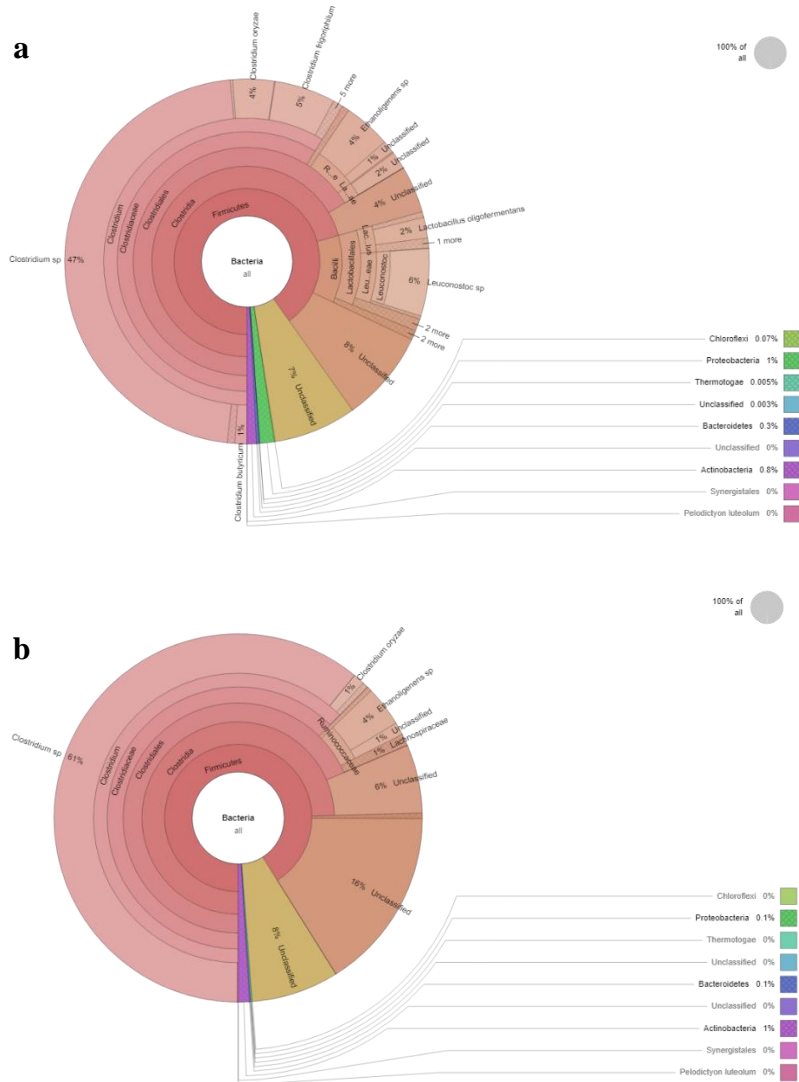 a
100% of
all
Clostridium oryzae
4%
Clostridium frigoriphilum
5%
5 more
Ethanoligenens sp
4%
Unclassified
1%
Unclassified
2%
R...e
La...ae
Unclassified
4%
Lactobacillus oligofermentans
2%
1 more
Lac...lus
Leu...eae
Leuconostoc
6% Leuconostoc sp
Bacilli
Lactobacillales
2 more
2 more
8% Unclassified
7% Unclassified
Firmicutes
Clostridia
Clostridiales
Clostridiaceae
Clostridium
Clostridium sp 47%
Bacteria
all
1%
Clostridium butyricum
Chloroflexi 0.07%
Proteobacteria 1%
Thermotogae 0.005%
Unclassified 0.003%
Bacteroidetes 0.3%
Unclassified 0%
Actinobacteria 0.8%
Synergistales 0%
Pelodictyon luteolum 0%
b
100% of
all
Clostridium oryzae
1%
Ethanoligenens sp
4%
Unclassified
1%
Lachnospiraceae
1%
Ruminococcaceae
Unclassified
6%
16% Unclassified
8% Unclassified
Firmicutes
Clostridia
Clostridiales
Clostridiaceae
Clostridium
Clostridium sp 61%
Bacteria
all
Chloroflexi 0%
Proteobacteria 0.1%
Thermotogae 0%
Unclassified 0%
Bacteroidetes 0.1%
Unclassified 0%
Actinobacteria 1%
Synergistales 0%
Pelodictyon luteolum 0%